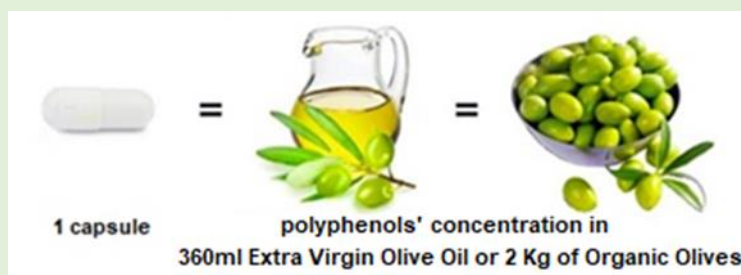 = =
1 capsule
polyphenols' concentration in
360ml Extra Virgin Olive Oil or 2 Kg of Organic Olives